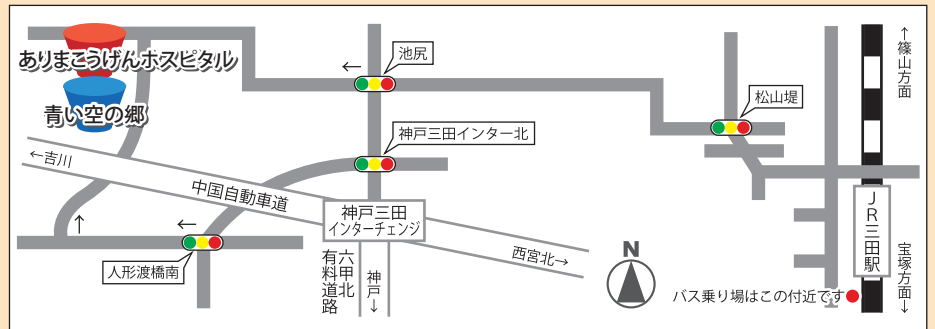 ありまこうげんホスピタル
青い空の郷
池尻
←
松山堤
↑篠山方面
神戸三田インター北
←吉川
中国自動車道
神戸三田
インターチェンジ
JR三田駅
↑
←
人形渡橋南
六甲北
有料道路
神戸↓
西宮北→
N
宝塚方面↓
バス乗り場はこの付近です